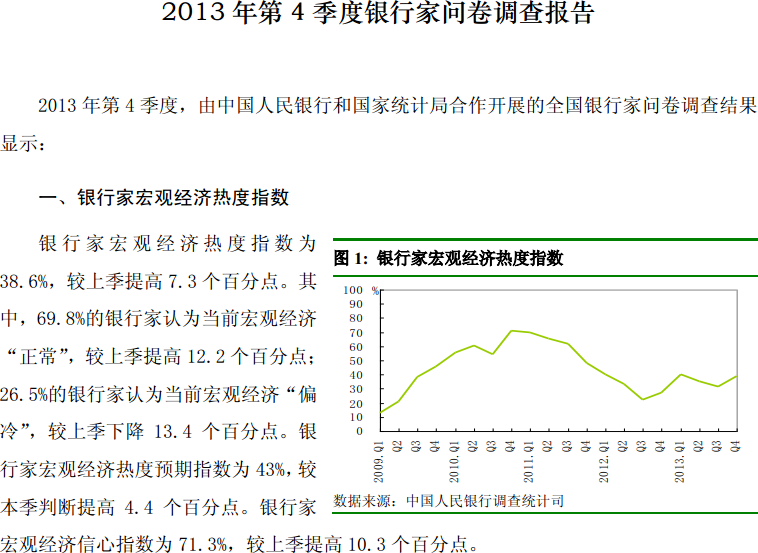 2013 年第 4 季度银行家问卷调查报告
2013 年第 4 季度，由中国人民银行和国家统计局合作开展的全国银行家问卷调查结果
显示：
一、银行家宏观经济热度指数
银行家宏观经济热度指数为
38.6%，较上季提高 7.3 个百分点。其
中，69.8%的银行家认为当前宏观经济
“正常”，较上季提高 12.2 个百分点；
26.5%的银行家认为当前宏观经济“偏
冷”，较上季下降 13.4 个百分点。银
行家宏观经济热度预期指数为 43%，较
本季判断提高 4.4 个百分点。银行家
宏观经济信心指数为 71.3%，较上季提高 10.3 个百分点。
图 1: 银行家宏观经济热度指数
%
100
90
80
70
60
50
40
30
20
10
0
2009.Q1
Q2
Q3
Q4
2010.Q1
Q2
Q3
Q4
2011.Q1
Q2
Q3
Q4
2012.Q1
Q2
Q3
Q4
2013.Q1
Q2
Q3
Q4
数据来源：中国人民银行调查统计司